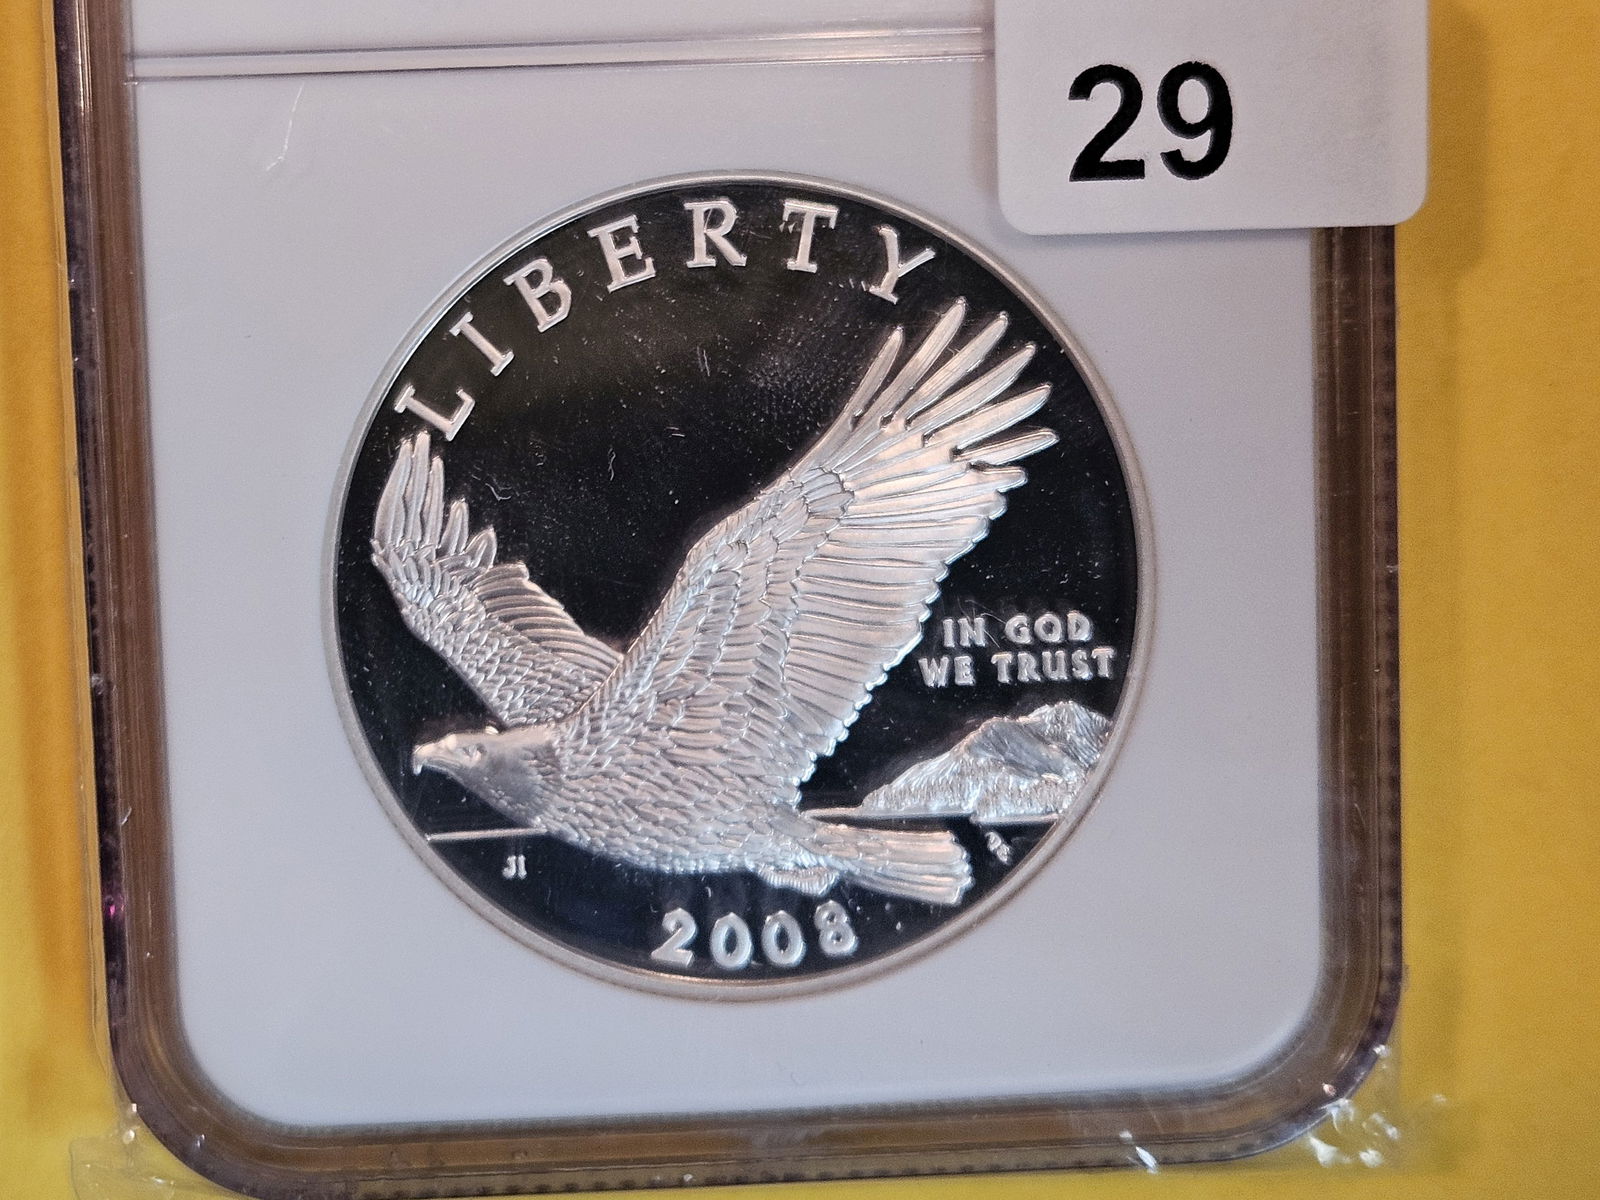 29
LIBERTY
IN GOD
WE TRUST
JI
2008